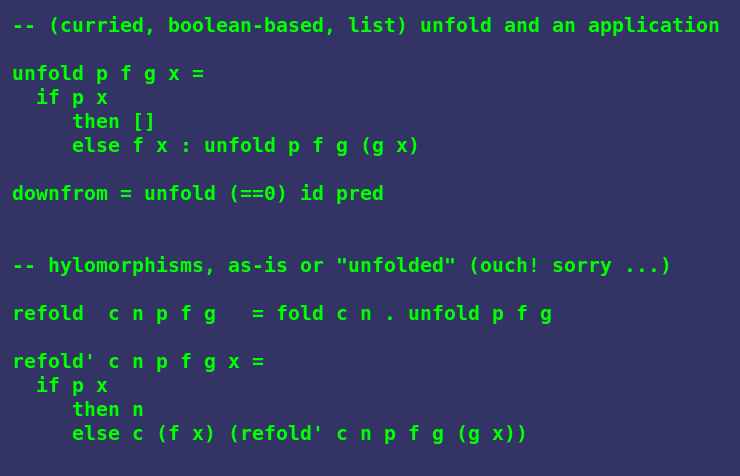 -- (curried, boolean-based, list) unfold and an application

unfold p f g x =
  if p x
     then []
     else f x : unfold p f g (g x)

downfrom = unfold (==0) id pred


-- hylomorphisms, as-is or "unfolded" (ouch! sorry ...)

refold  c n p f g   = fold c n . unfold p f g

refold' c n p f g x =
  if p x
     then n
     else c (f x) (refold' c n p f g (g x))